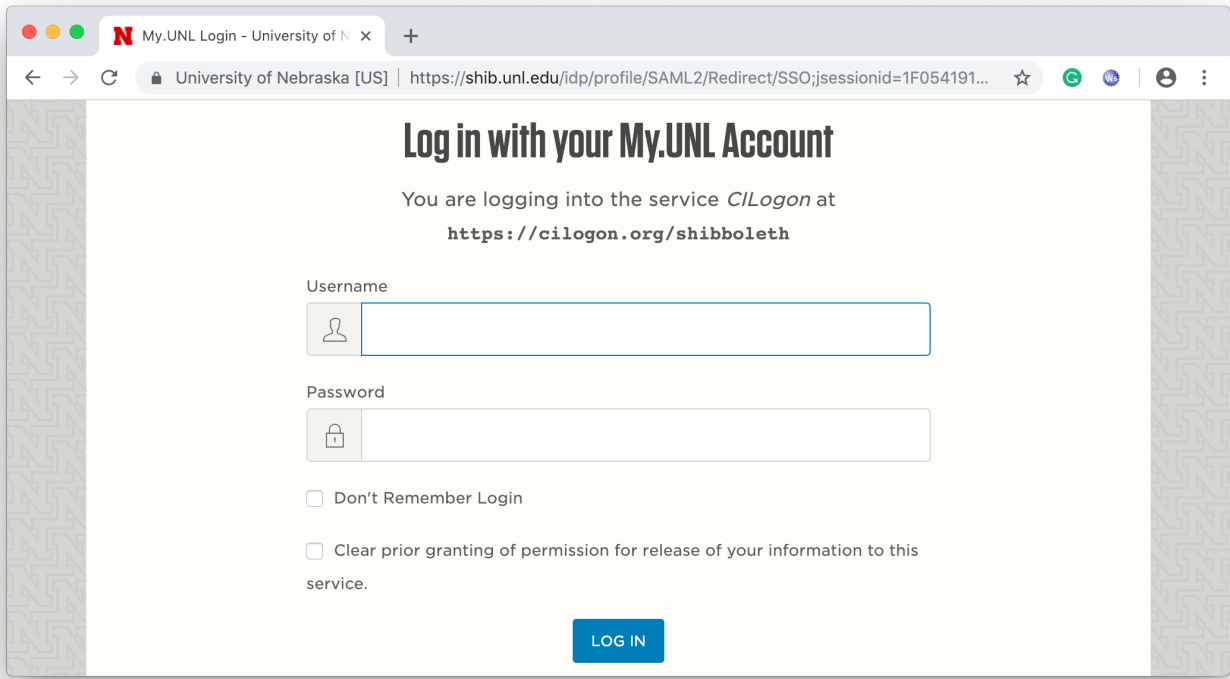 My.UNL Login - University of N
University of Nebraska [US] | https://shib.unl.edu/idp/profile/SAML2/Redirect/SSO;jsessionid=1F054191...
Log in with your My.UNL Account
You are logging into the service CILogon at
https://cilogon.org/shibboleth
Username
Password
Don't Remember Login
Clear prior granting of permission for release of your information to this
service.
LOG IN